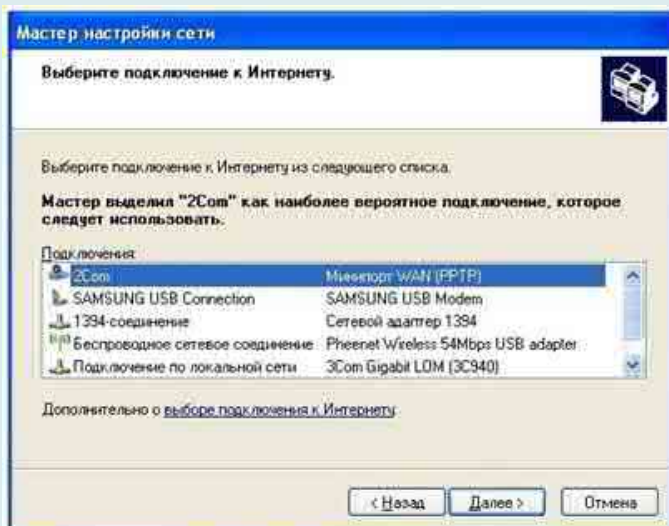 Мастер настройки сети
Выберите подключение к Интернету.
Выберите подключение к Интернету из следующего списка.
Мастер выделил "2Com" как наиболее вероятное подключение, которое
следует использовать.
Подключения:
2Com Минипорт WAN (PPTP)
SAMSUNG USB Connection SAMSUNG USB Modem
1394-соединение Сетевой адаптер 1394
Беспроводное сетевое соединение Pheenet Wireless 54Mbps USB adapter
Подключение по локальной сети 3Com Gigabit LOM (3C940)
Дополнительно о выборе подключения к Интернету
< Назад Далее > Отмена